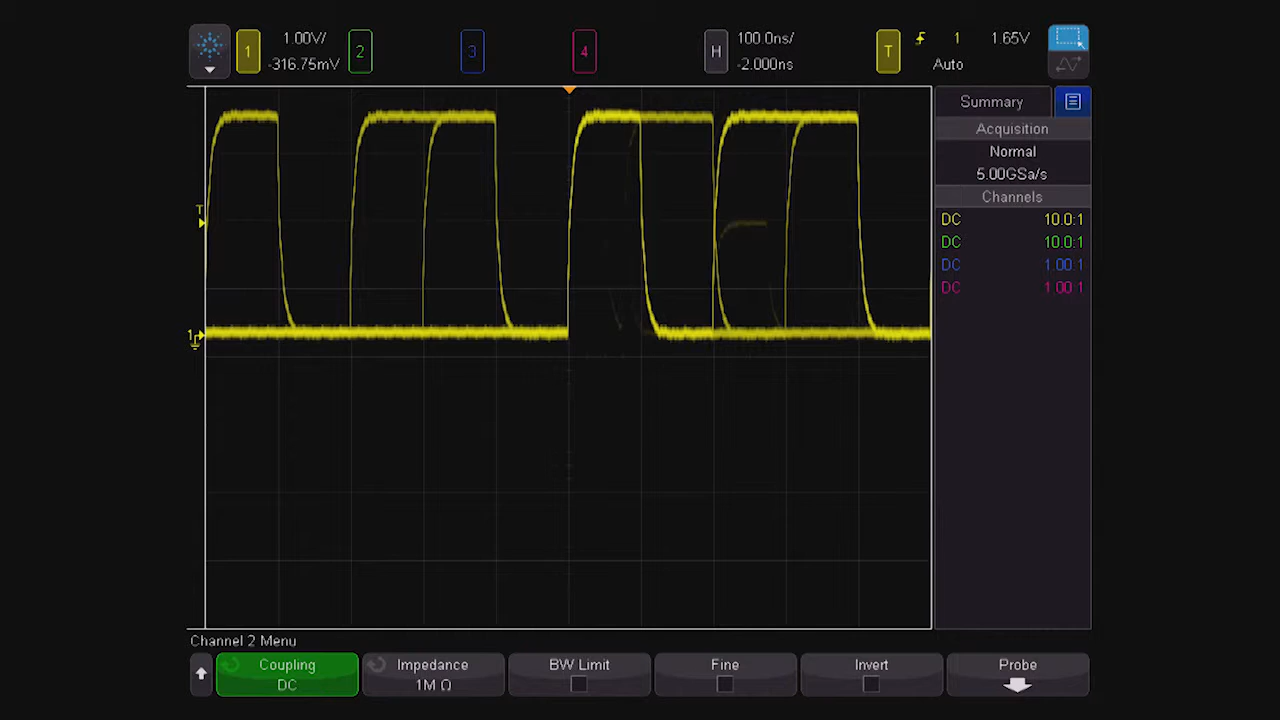 1
1.00V/
-316.75mV
2
3
4
H
100.0ns/
-2.000ns
T
1
1.65V
Auto
Summary
Acquisition
Normal
5.00GSa/s
Channels
DC 10.0:1
DC 10.0:1
DC 1.00:1
DC 1.00:1
T
1
Channel 2 Menu
Coupling
DC
Impedance
1M Ω
BW Limit
Fine
Invert
Probe